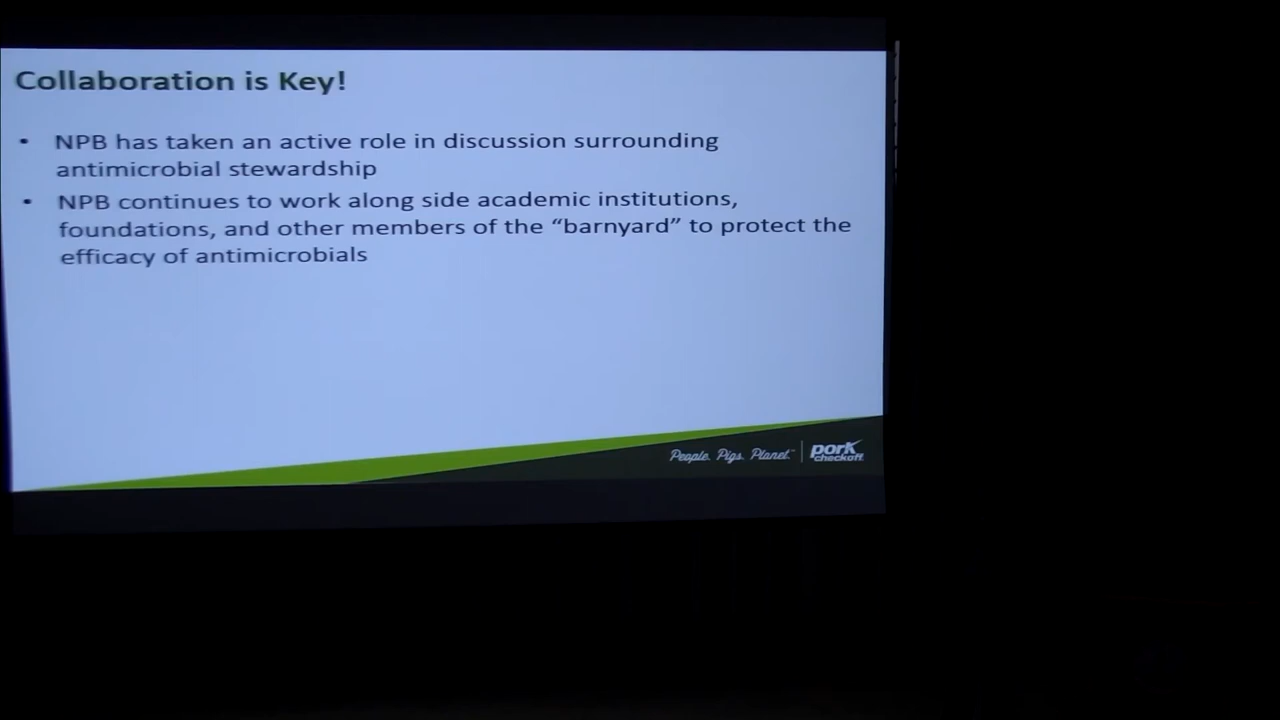 Collaboration is Key!
• NPB has taken an active role in discussion surrounding
antimicrobial stewardship
• NPB continues to work along side academic institutions,
foundations, and other members of the “barnyard” to protect the
efficacy of antimicrobials
People. Pigs. Planet.™
pork
checkoff